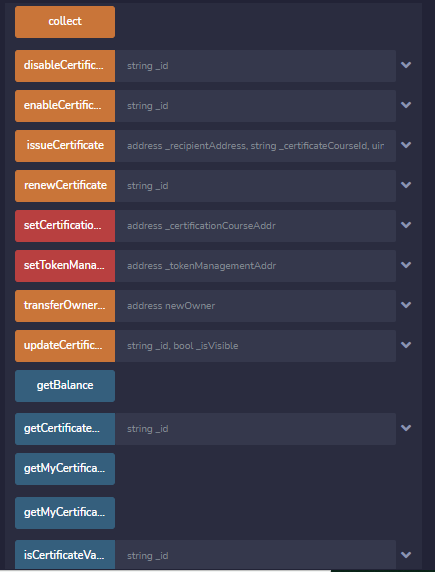 collect
disableCertific... string _id
enableCertific... string _id
issueCertificate address _recipientAddress, string _certificateCourseId, uir
renewCertificate string _id
setCertificatio... address _certificationCourseAddr
setTokenMana... address _tokenManagementAddr
transferOwner... address newOwner
updateCertific... string _id, bool _isVisible
getBalance
getCertificate... string _id
getMyCertifica...
getMyCertifica...
isCertificateVa... string _id